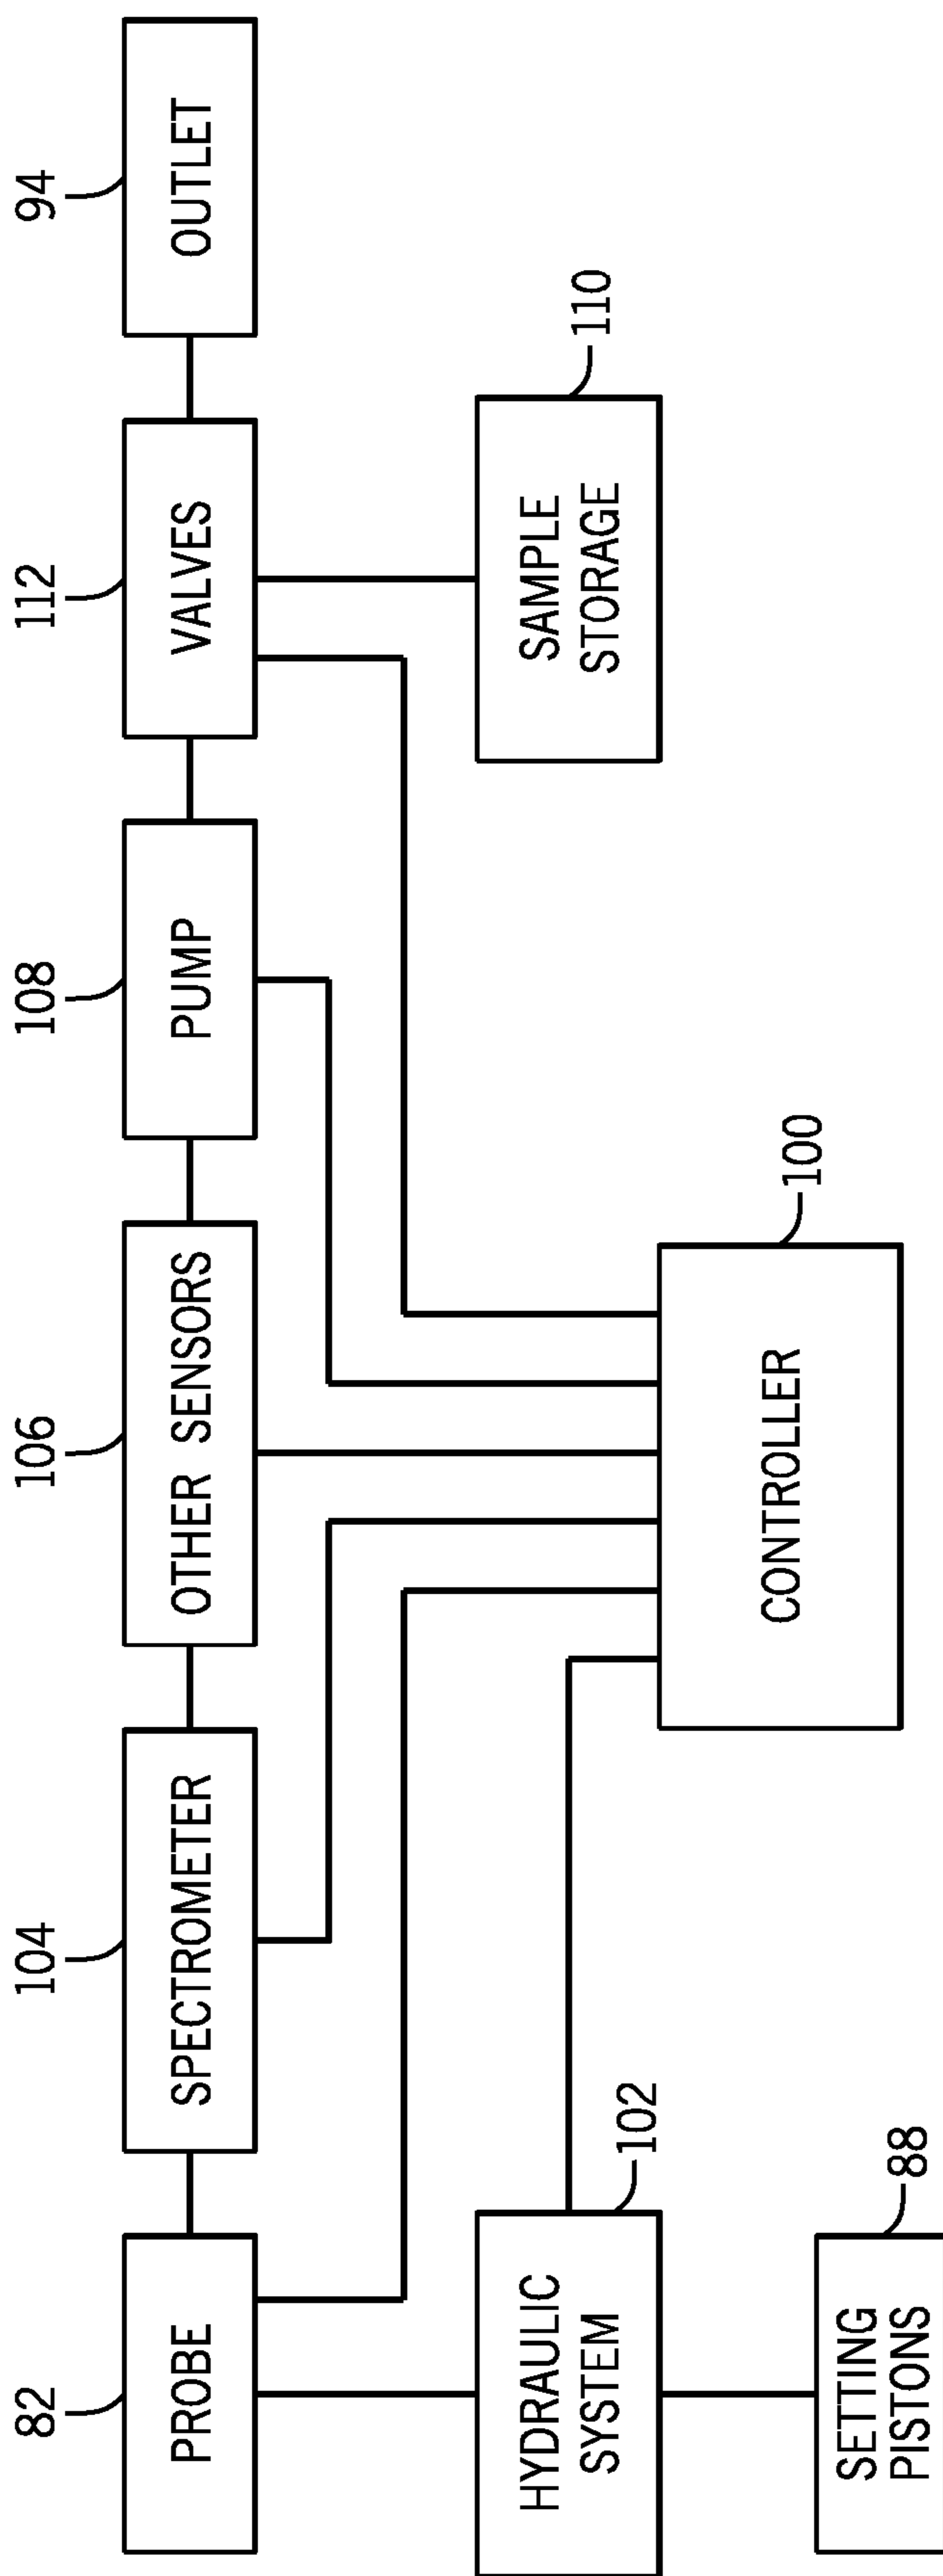 82
PROBE
104
SPECTROMETER
106
OTHER SENSORS
108
PUMP
112
VALVES
94
OUTLET
102
HYDRAULIC
SYSTEM
110
SAMPLE
STORAGE
100
CONTROLLER
88
SETTING
PISTONS